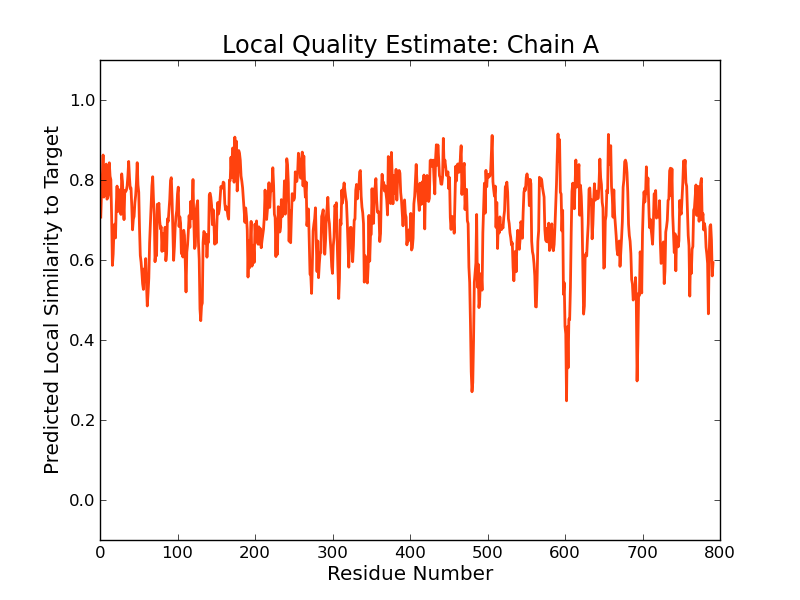 Local Quality Estimate: Chain A
Predicted Local Similarity to Target
1.0
0.8
0.6
0.4
0.2
0.0
0 100 200 300 400 500 600 700 800
Residue Number